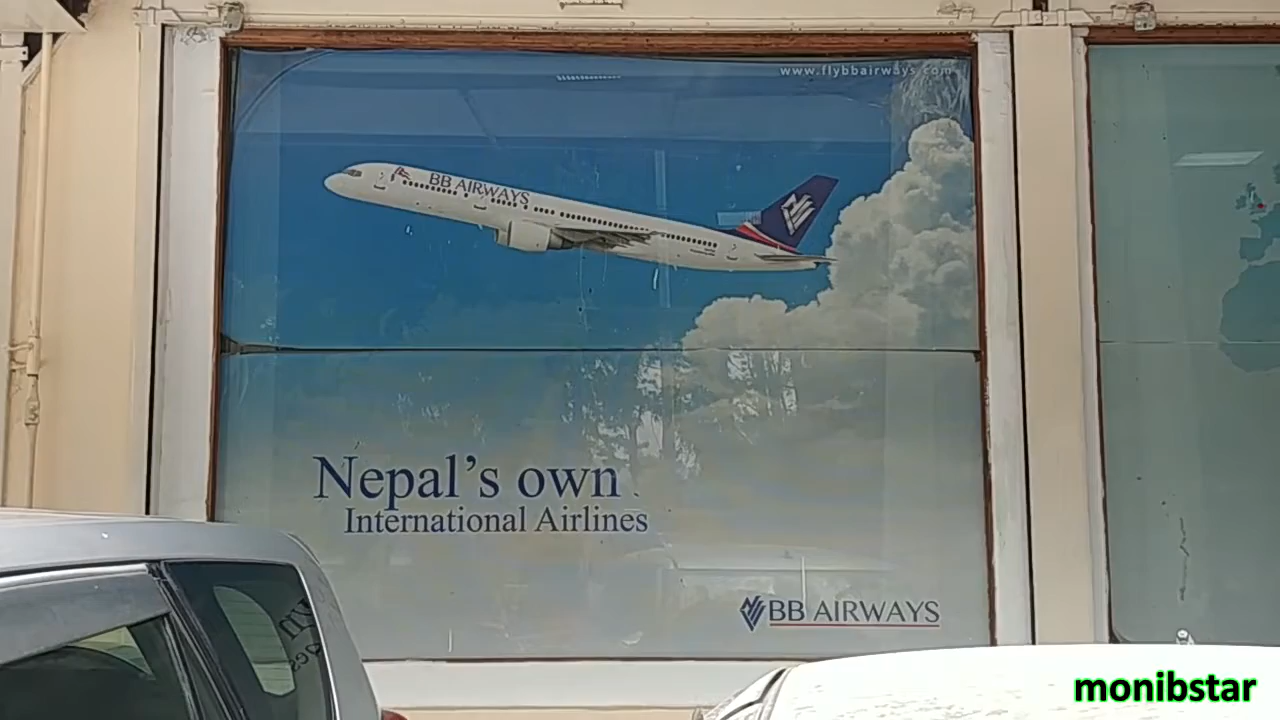 www.flybbairways.com
BB AIRWAYS
Nepal's own
International Airlines
BB AIRWAYS
monibstar